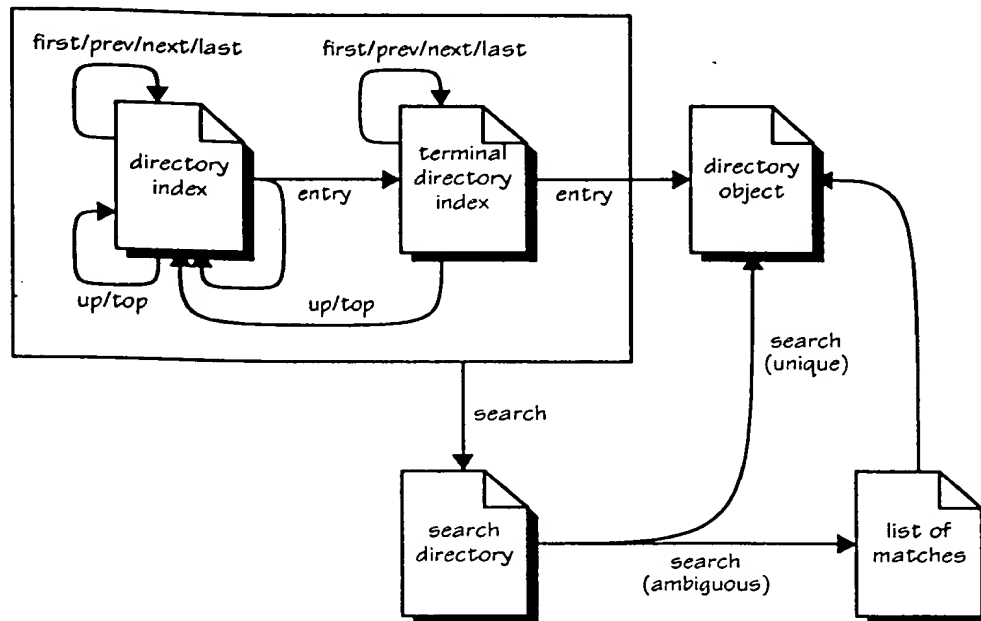 first/prev/next/last
first/prev/next/last
directory
index
entry
terminal
directory
index
entry
directory
object
up/top
up/top
search
(unique)
search
search
directory
search
(ambiguous)
list of
matches